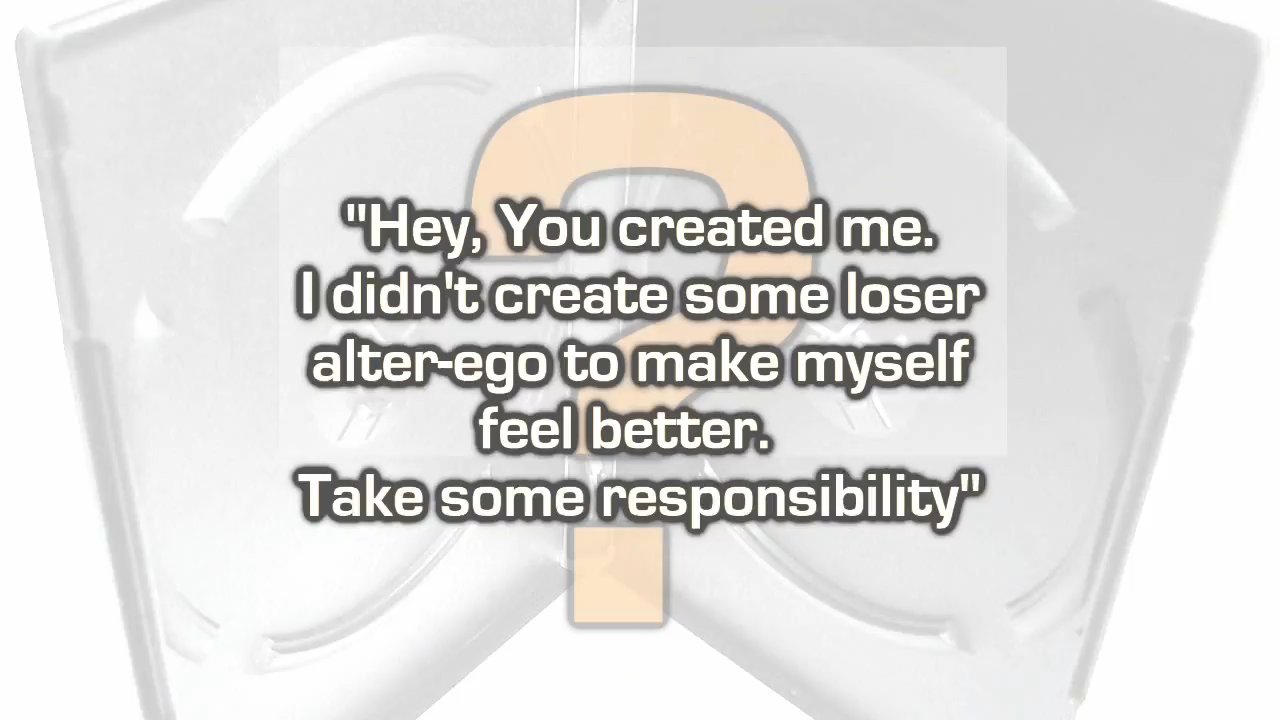 "Hey, You created me.
I didn't create some loser
alter-ego to make myself
feel better.
Take some responsibility"